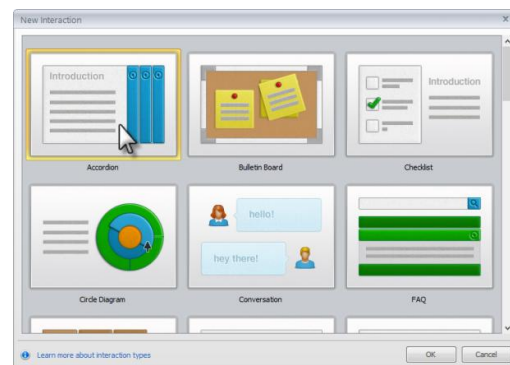 New Interaction
Introduction
Accordion
Bulletin Board
Introduction
Checklist
Circle Diagram
hello!
hey there!
Conversation
FAQ
Learn more about interaction types
OK
Cancel